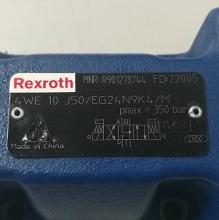 Rexroth
MNR: R901278744 FD: 72005
4WE 10 J50/EG24N9K4/M
pmax = 350 bar
Made in China